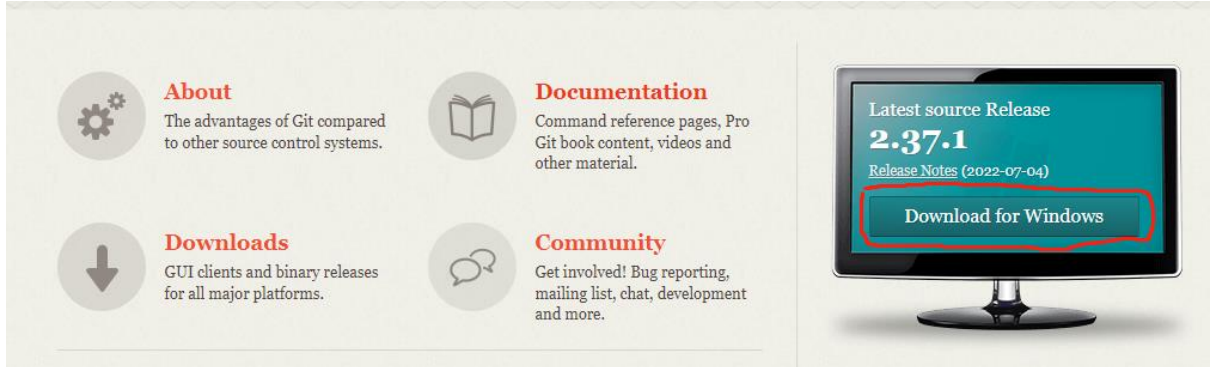 About
The advantages of Git compared
to other source control systems.
Documentation
Command reference pages, Pro
Git book content, videos and
other material.
Downloads
GUI clients and binary releases
for all major platforms.
Community
Get involved! Bug reporting,
mailing list, chat, development
and more.
Latest source Release
2.37.1
Release Notes (2022-07-04)
Download for Windows